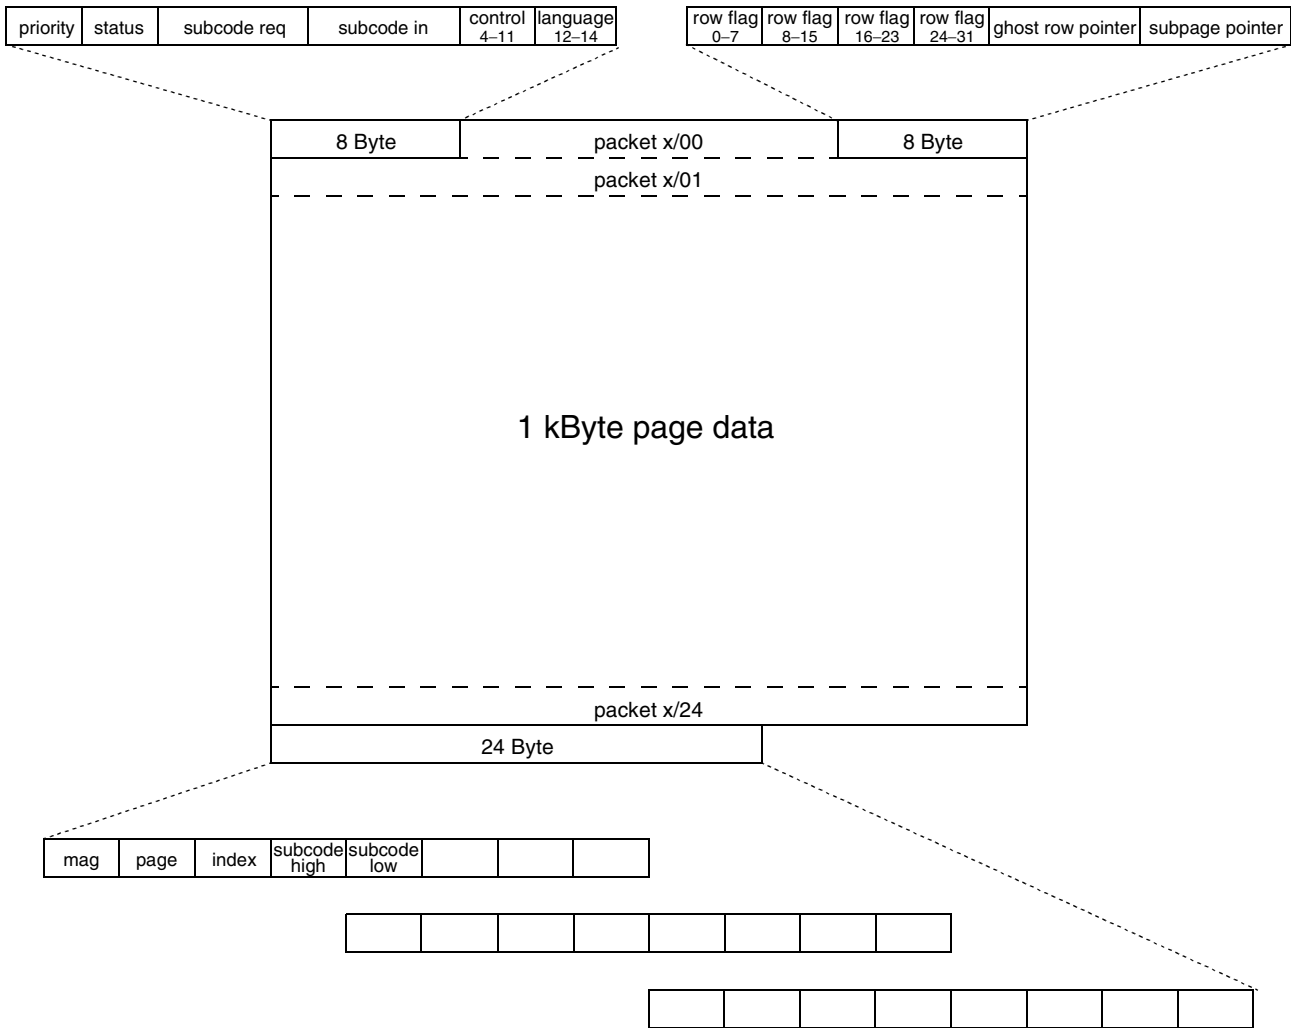 priority status subcode req subcode in control 4–11 language 12–14
row flag 0–7 row flag 8–15 row flag 16–23 row flag 24–31 ghost row pointer subpage pointer
8 Byte packet x/00 8 Byte
packet x/01
1 kByte page data
packet x/24
24 Byte
mag page index subcode high subcode low